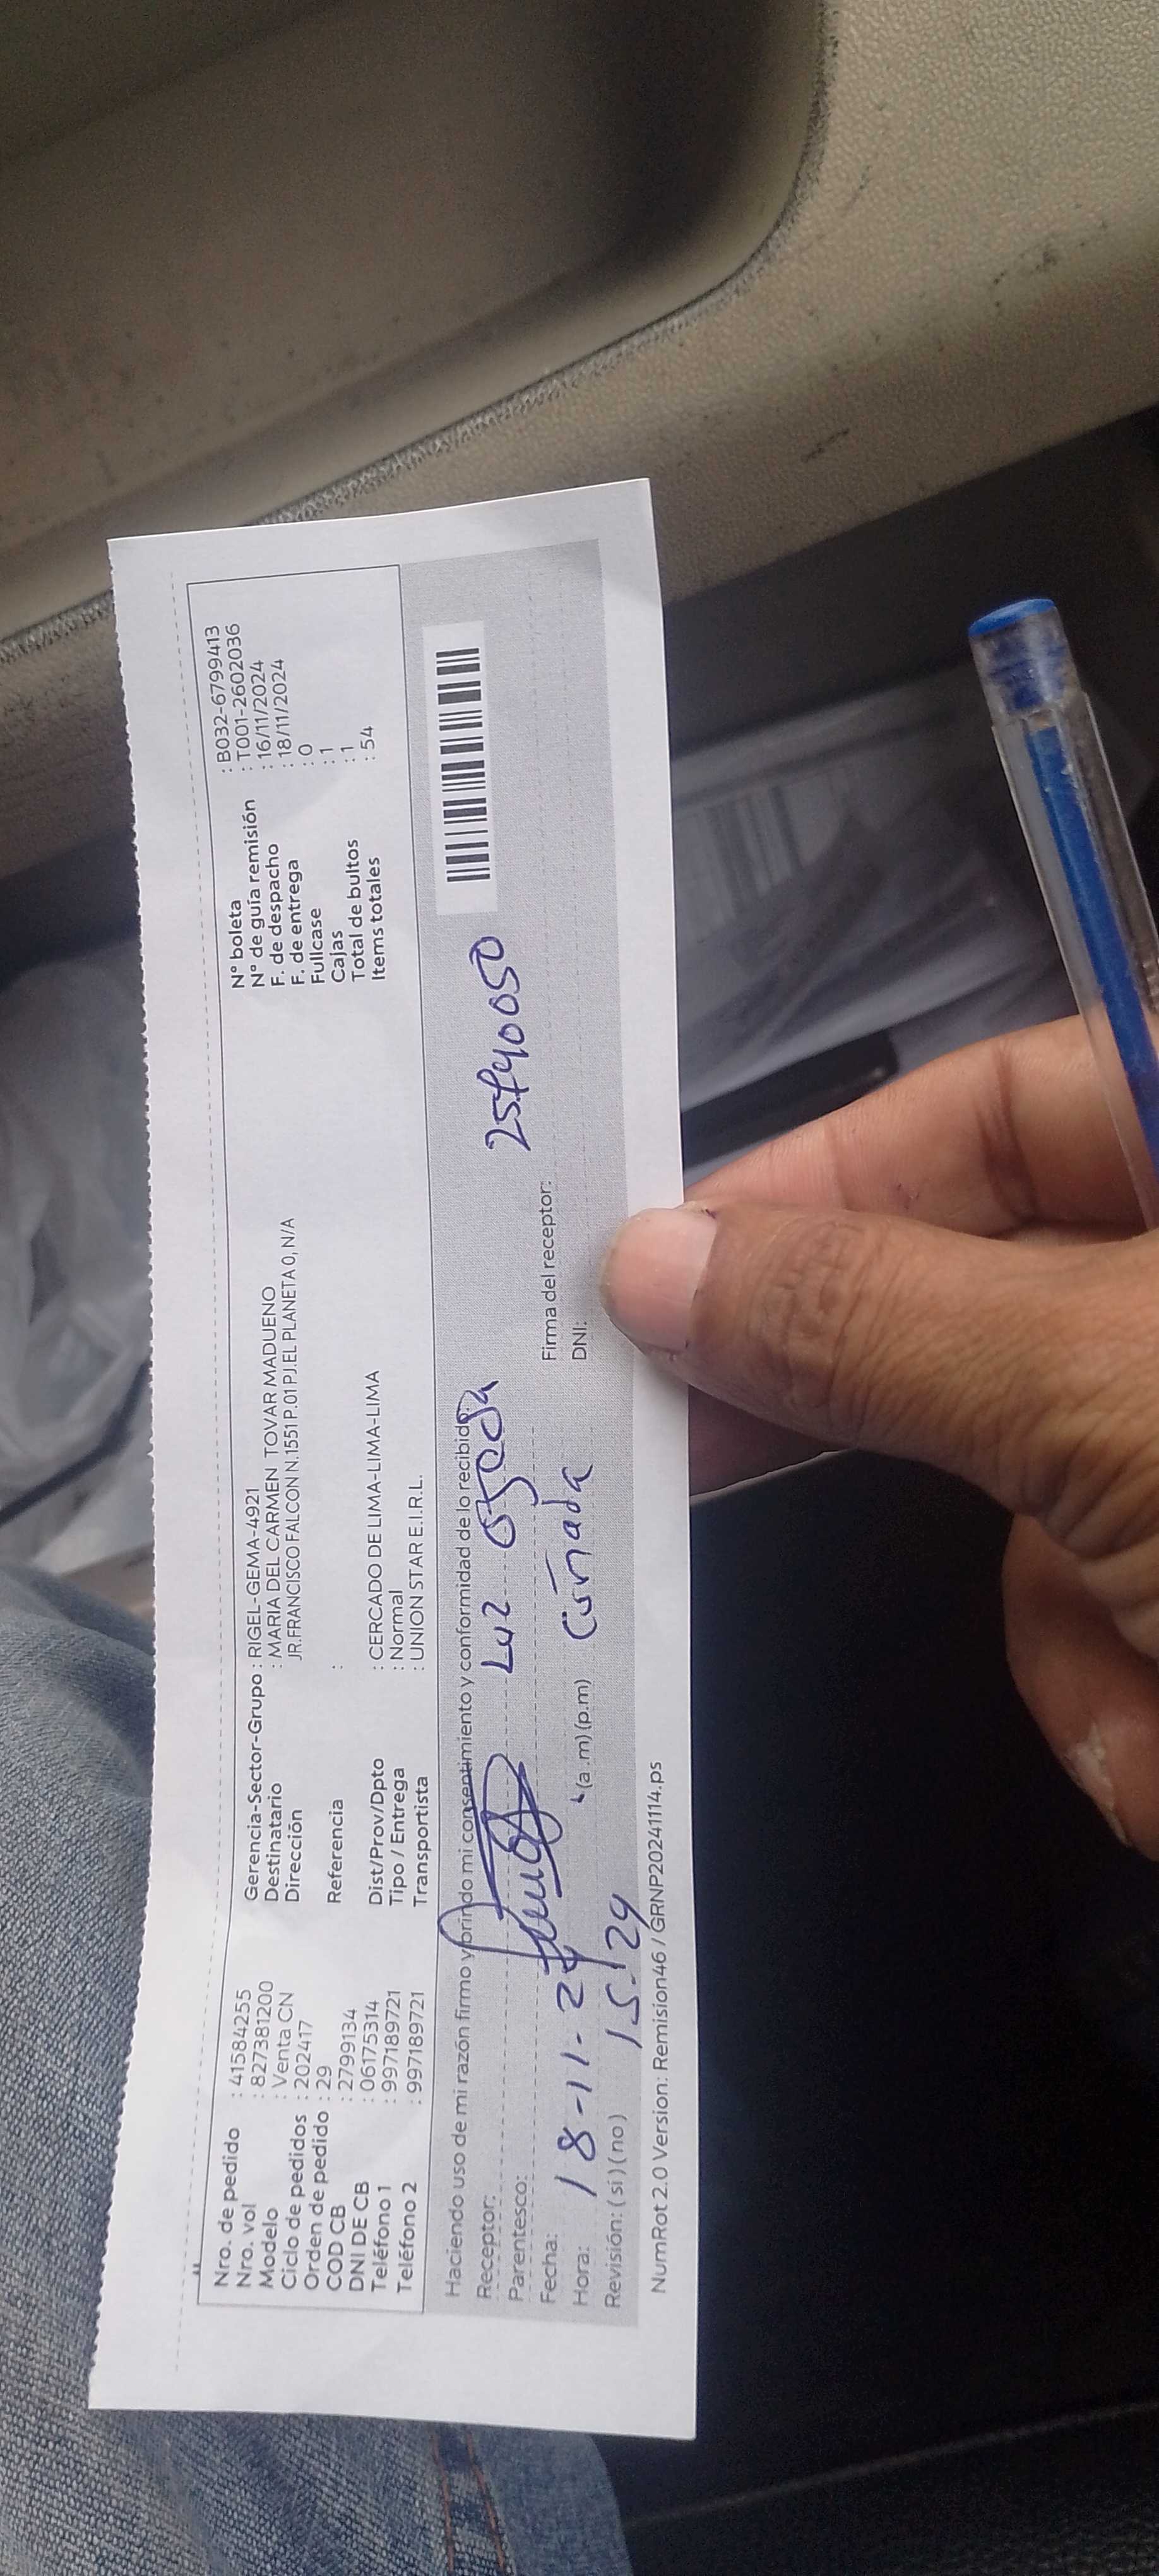 Nro. de pedido : 41584255
Nro. vol : 827381200
Modelo : Venta CN
Ciclo de pedidos : 202417
Orden de pedido : 29
COD CB : 2799134
DNI DE CB : 06175314
Teléfono 1 : 997189721
Teléfono 2 : 997189721
Gerencia-Sector-Grupo : RIGEL-GEMA-4921
Destinatario : MARIA DEL CARMEN TOVAR MADUENO
Dirección JR.FRANCISCO FALCON N.1551 P.01 PJ.EL PLANETA 0, N/A
Referencia :
Dist/Prov/Dpto : CERCADO DE LIMA-LIMA-LIMA
Tipo / Entrega : Normal
Transportista : UNION STAR E.I.R.L.
N° boleta : B032-6799413
N° de guía remisión : T001-2602036
F. de despacho : 16/11/2024
F. de entrega : 18/11/2024
Fullcase : 0
Cajas : 1
Total de bultos : 1
Items totales : 54
Haciendo uso de mi razón firmo y brindo mi consentimiento y conformidad de lo recibido.
Receptor: Luz Ojeda
Parentesco: Cuñada
Fecha: 18-11-24
Hora: 15:29 (a.m) (p.m)
Revisión: (si) (no)
Firma del receptor:
DNI: 25740050
NumRot 2.0 Version: Remision46 / GRNP20241114.ps